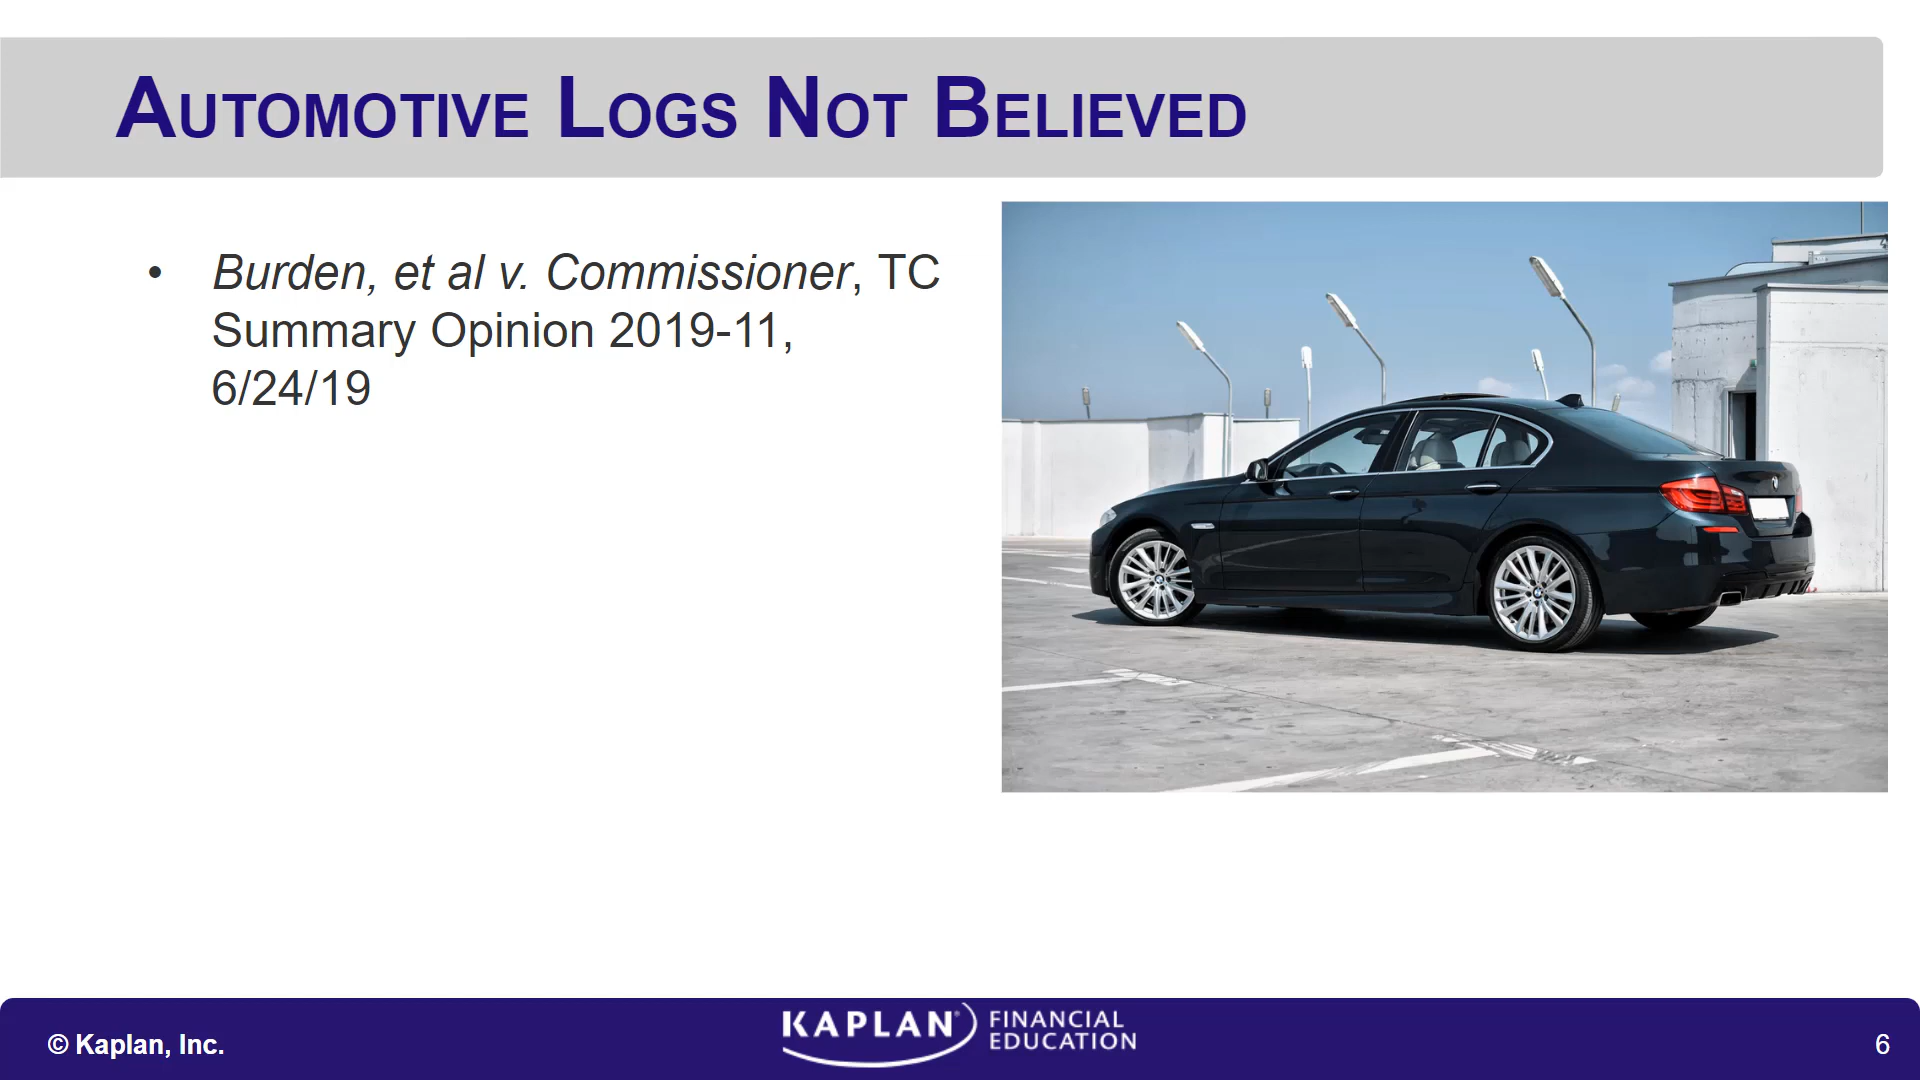 Automotive Logs Not Believed
• Burden, et al v. Commissioner, TC
Summary Opinion 2019-11,
6/24/19
© Kaplan, Inc.
KAPLAN® FINANCIAL
EDUCATION
6